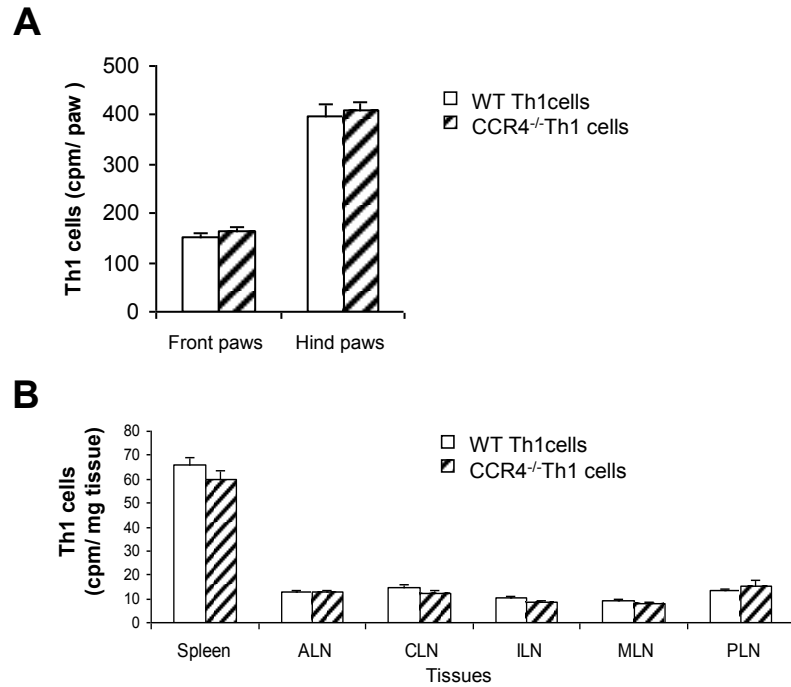 A
Th1 cells (cpm/ paw )
500
400
300
200
100
0
Front paws Hind paws
WT Th1cells
CCR4-/-Th1 cells
B
Th1 cells
(cpm/ mg tissue)
80
70
60
50
40
30
20
10
0
WT Th1cells
CCR4-/-Th1 cells
Spleen ALN CLN ILN MLN PLN
Tissues